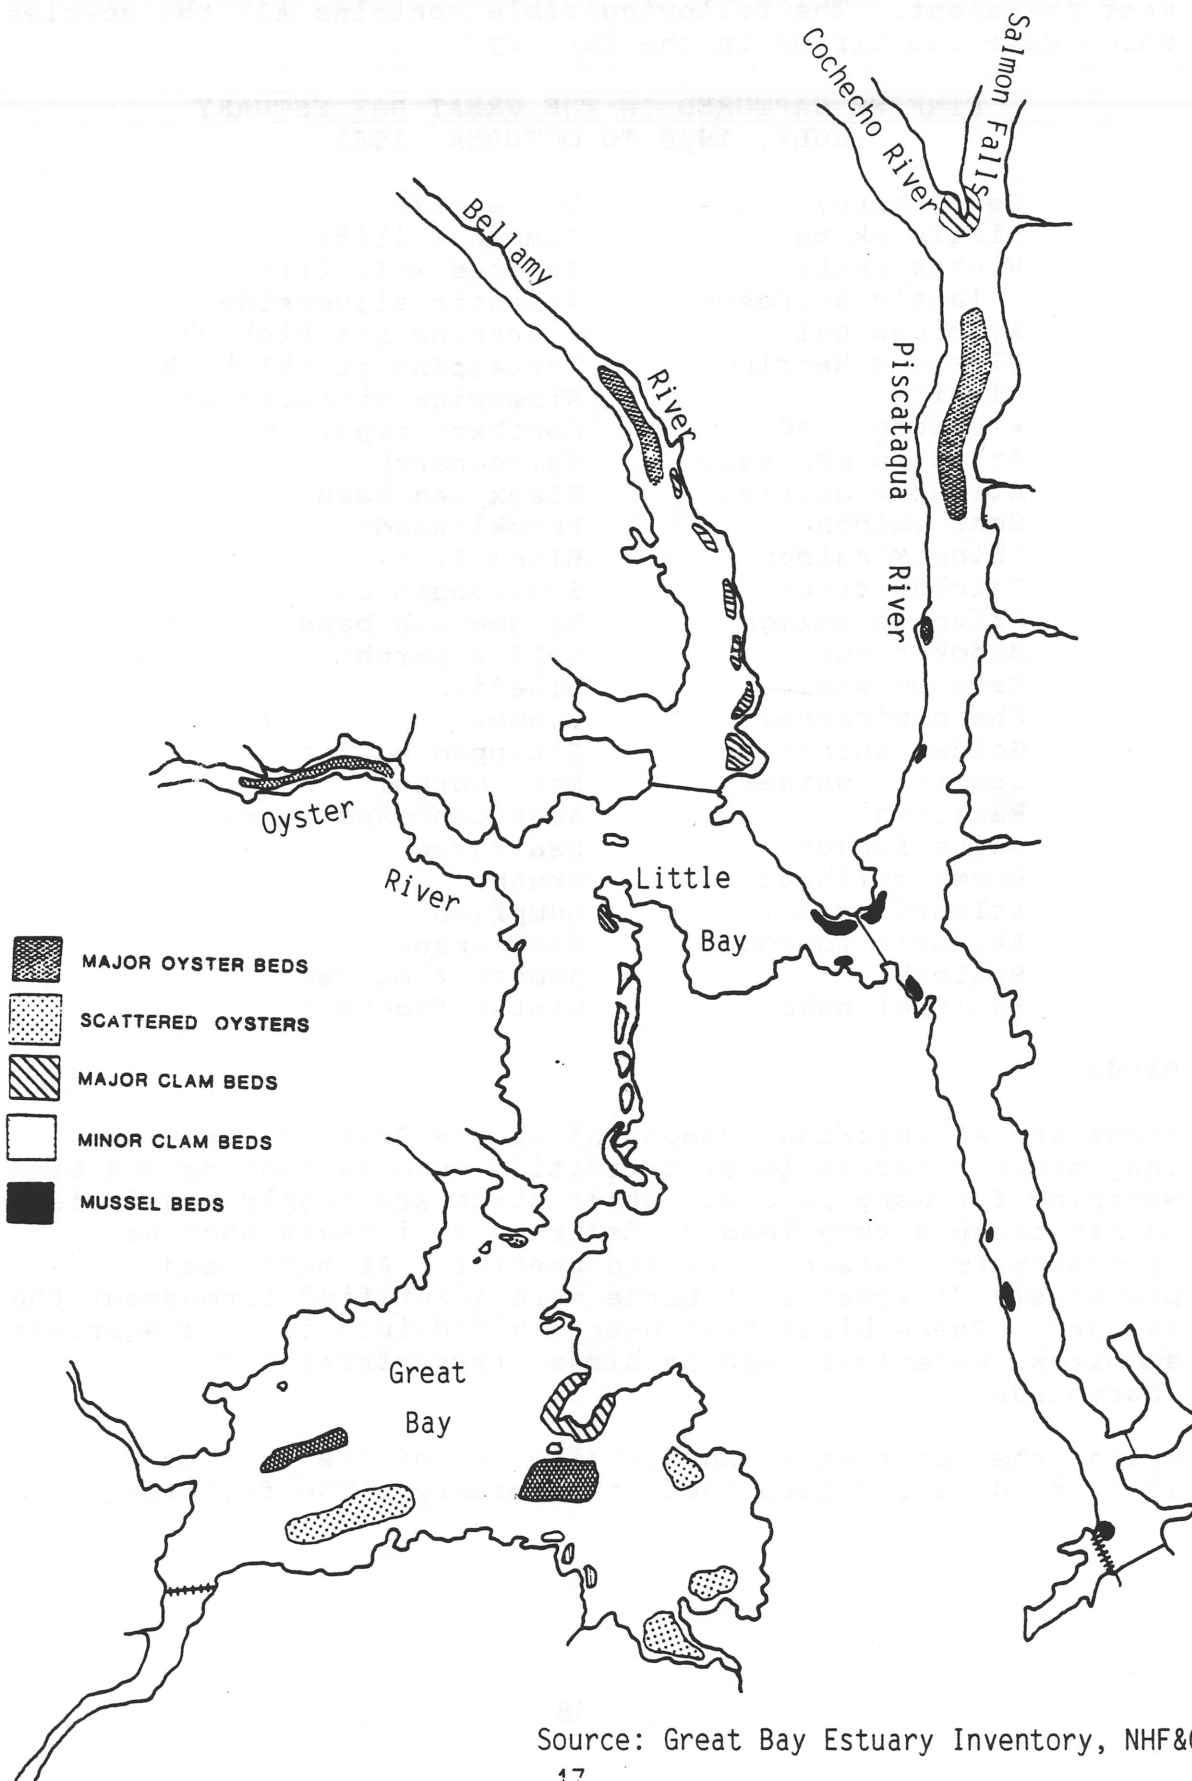 Salmon Falls
Cochecho River
Bellamy
River
Piscataqua
River
Oyster
River
Little
Bay
MAJOR OYSTER BEDS
SCATTERED OYSTERS
MAJOR CLAM BEDS
MINOR CLAM BEDS
MUSSEL BEDS
Great
Bay
Source: Great Bay Estuary Inventory,
17